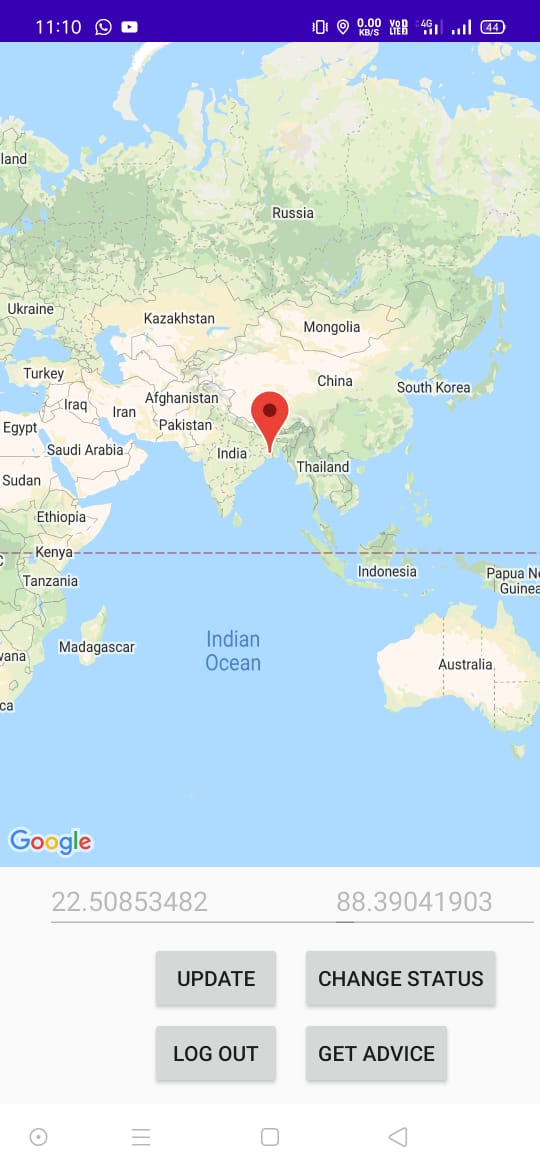 11:10
0.00 KB/S
VoD LTE2
4G
44
land
Russia
Ukraine
Kazakhstan
Mongolia
Turkey
China
South Korea
Afghanistan
Iraq
Iran
Egypt
Pakistan
Saudi Arabia
India
Thailand
Sudan
Ethiopia
C
Kenya
Indonesia
Tanzania
Papua Ne
Guinea
Indian
Ocean
Madagascar
wana
Australia
ca
Google
22.50853482 88.39041903
UPDATE CHANGE STATUS
LOG OUT GET ADVICE